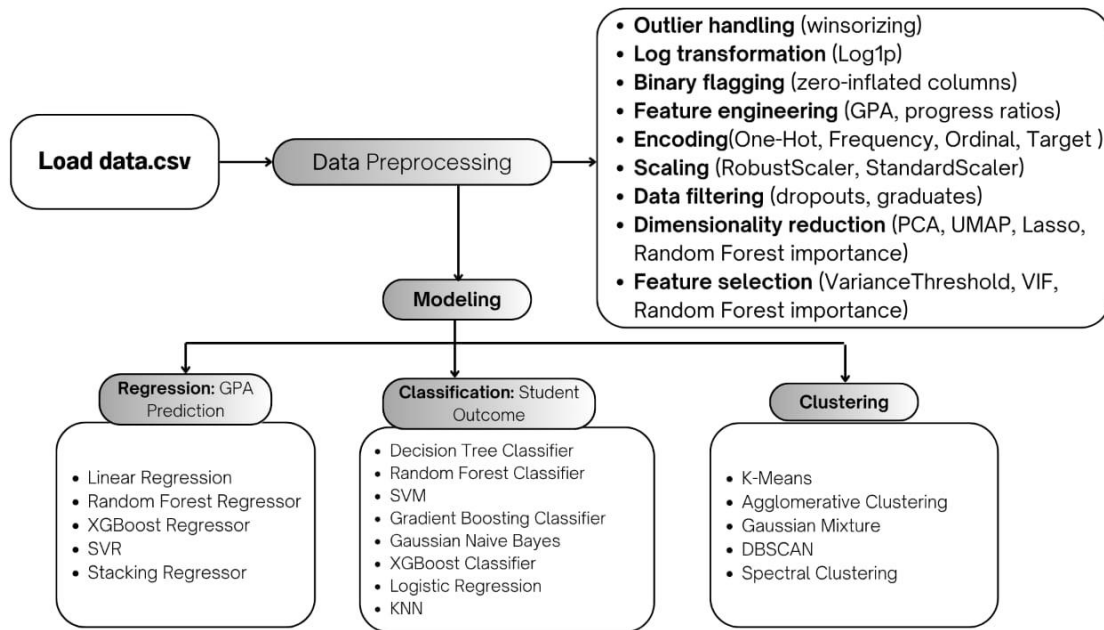 Load data.csv
Data Preprocessing
• Outlier handling (winsorizing)
• Log transformation (Log1p)
• Binary flagging (zero-inflated columns)
• Feature engineering (GPA, progress ratios)
• Encoding(One-Hot, Frequency, Ordinal, Target )
• Scaling (RobustScaler, StandardScaler)
• Data filtering (dropouts, graduates)
• Dimensionality reduction (PCA, UMAP, Lasso,
Random Forest importance)
• Feature selection (VarianceThreshold, VIF,
Random Forest importance)
Modeling
Regression: GPA
Prediction
• Linear Regression
• Random Forest Regressor
• XGBoost Regressor
• SVR
• Stacking Regressor
Classification: Student
Outcome
• Decision Tree Classifier
• Random Forest Classifier
• SVM
• Gradient Boosting Classifier
• Gaussian Naive Bayes
• XGBoost Classifier
• Logistic Regression
• KNN
Clustering
• K-Means
• Agglomerative Clustering
• Gaussian Mixture
• DBSCAN
• Spectral Clustering